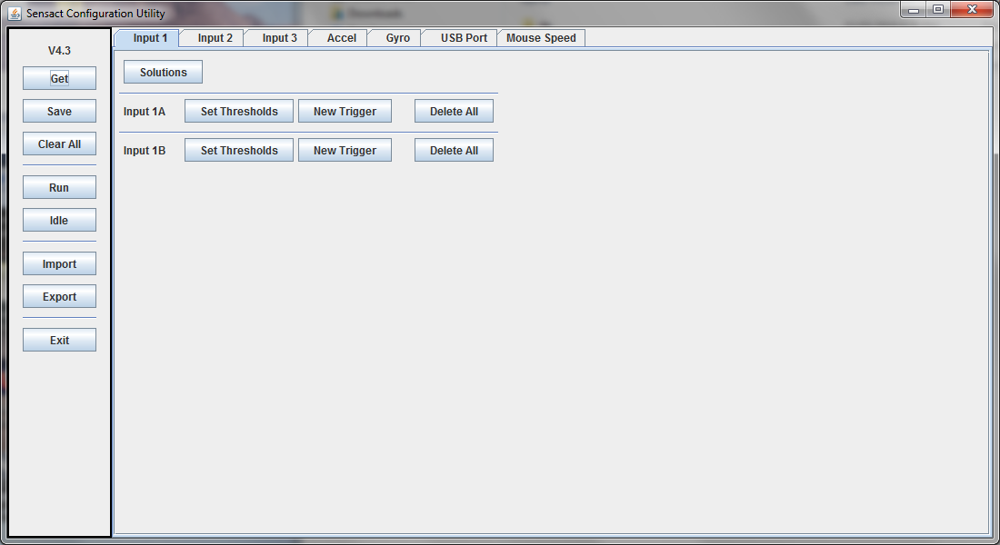 Sensact Configuration Utility
Downloads
V4.3
Get
Save
Clear All
Run
Idle
Import
Export
Exit
Input 1 Input 2 Input 3 Accel Gyro USB Port Mouse Speed
Solutions
Input 1A Set Thresholds New Trigger Delete All
Input 1B Set Thresholds New Trigger Delete All